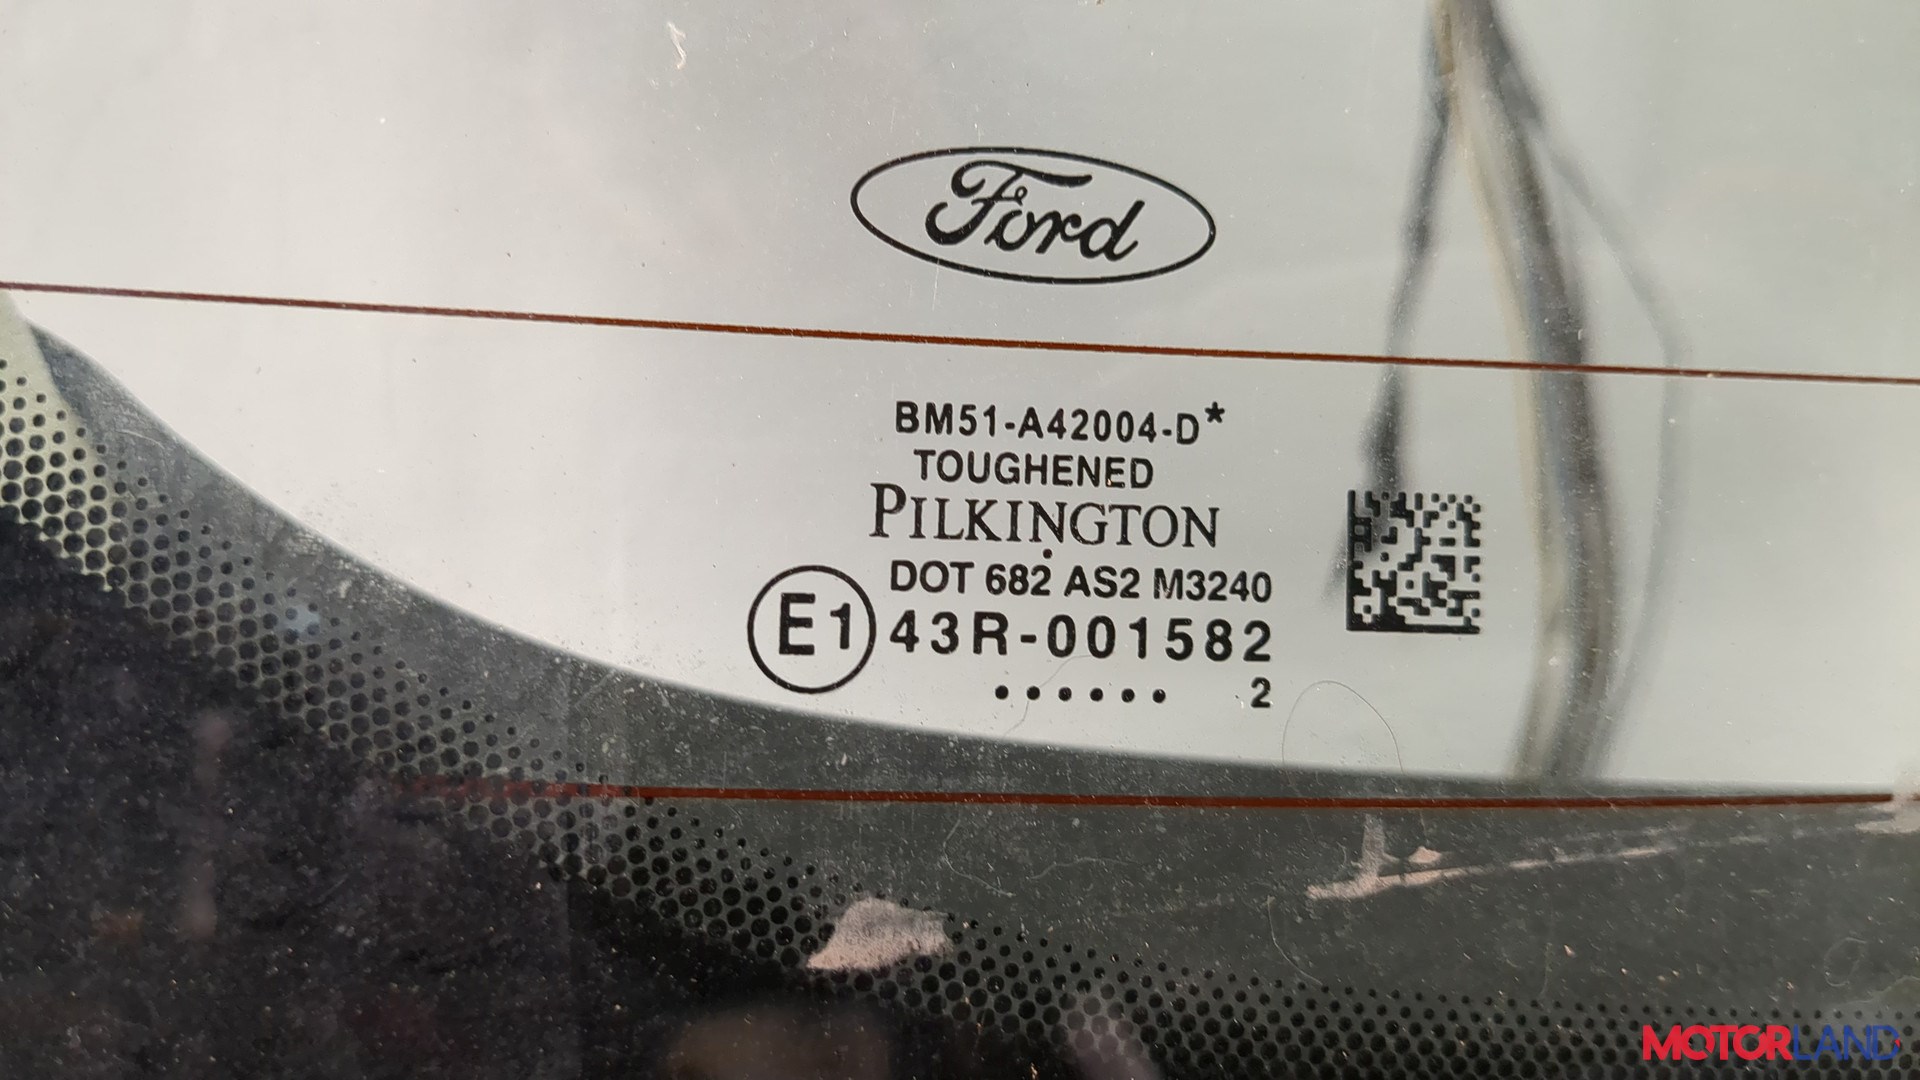 Ford
BM51-A42004-D*
TOUGHENED
PILKINGTON
DOT 682 AS2 M3240
E1 43R-001582
...... 2
MOTORLAND